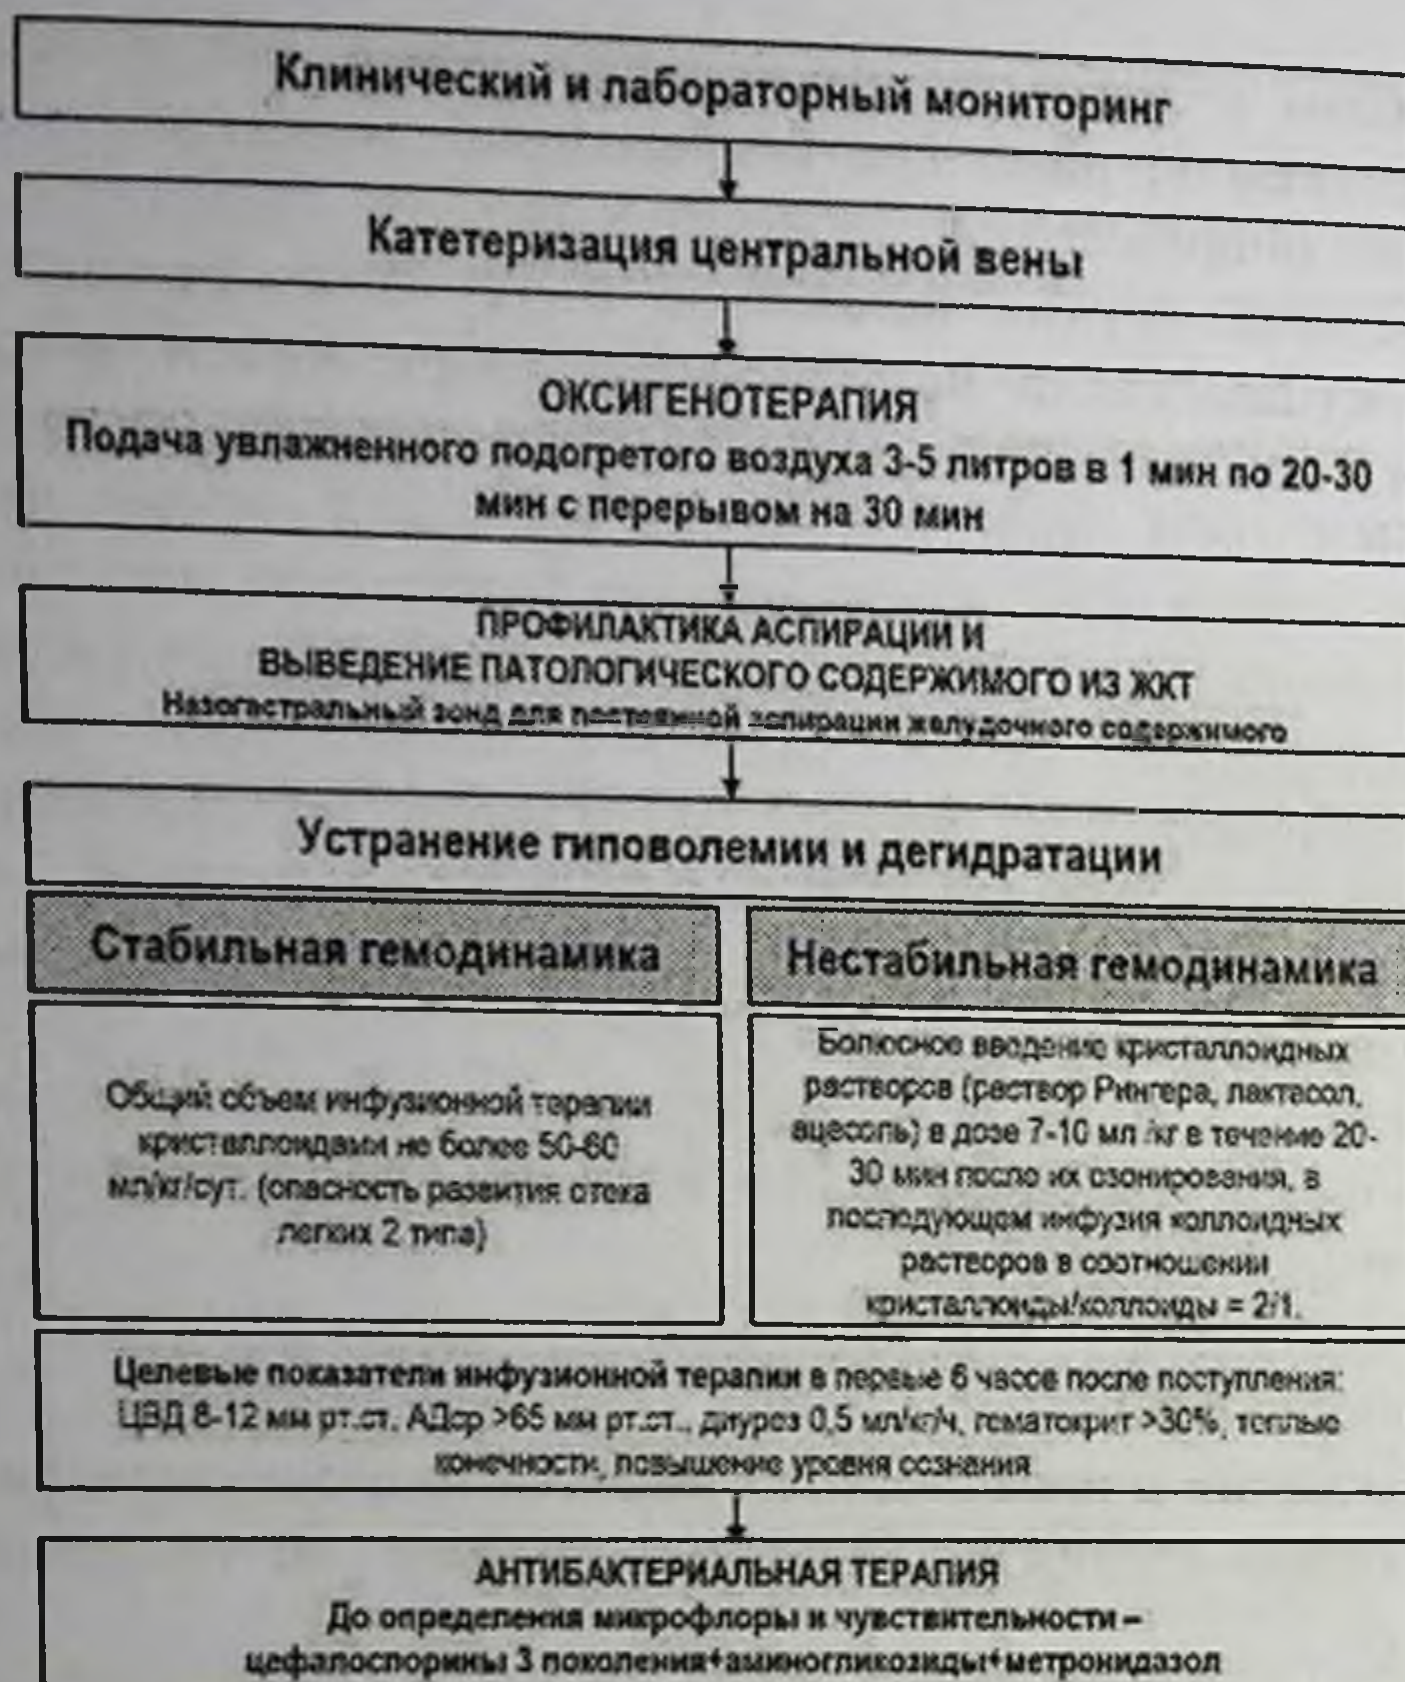 Клинический и лабораторный мониторинг
Катетеризация центральной вены
ОКСИГЕНОТЕРАПИЯ
Подача увлажненного подогретого воздуха 3-5 литров в 1 мин по 20-30
мин с перерывом на 30 мин
ПРОФИЛАКТИКА АСПИРАЦИИ И
ВЫВЕДЕНИЕ ПАТОЛОГИЧЕСКОГО СОДЕРЖИМОГО ИЗ ЖКТ
Назогастральный зонд для постоянной аспирации желудочного содержимого
Устранение гиповолемии и дегидратации
Стабильная гемодинамика
Общий объем инфузионной терапии
кристаллоидами не более 50-60
мл/кг/сут. (опасность развития отека
легких 2 типа)
Нестабильная гемодинамика
Болюсное введение кристаллоидных
растворов (раствор Рингера, лактасол,
ацесоль) в дозе 7-10 мл /кг в течение 20-
30 мин после их озонирования, в
последующем инфузия коллоидных
растворов в соотношении
кристаллоиды/коллоиды = 2/1.
Целевые показатели инфузионной терапии в первые 6 часов после поступления:
ЦВД 8-12 мм рт.ст. АДср >65 мм рт.ст., диурез 0,5 мл/кг/ч, гематокрит >30%, теплые
конечности, повышение уровня сознания
АНТИБАКТЕРИАЛЬНАЯ ТЕРАПИЯ
До определения микрофлоры и чувствительности –
цефалоспорины 3 поколения+аминогликозиды+метронидазол